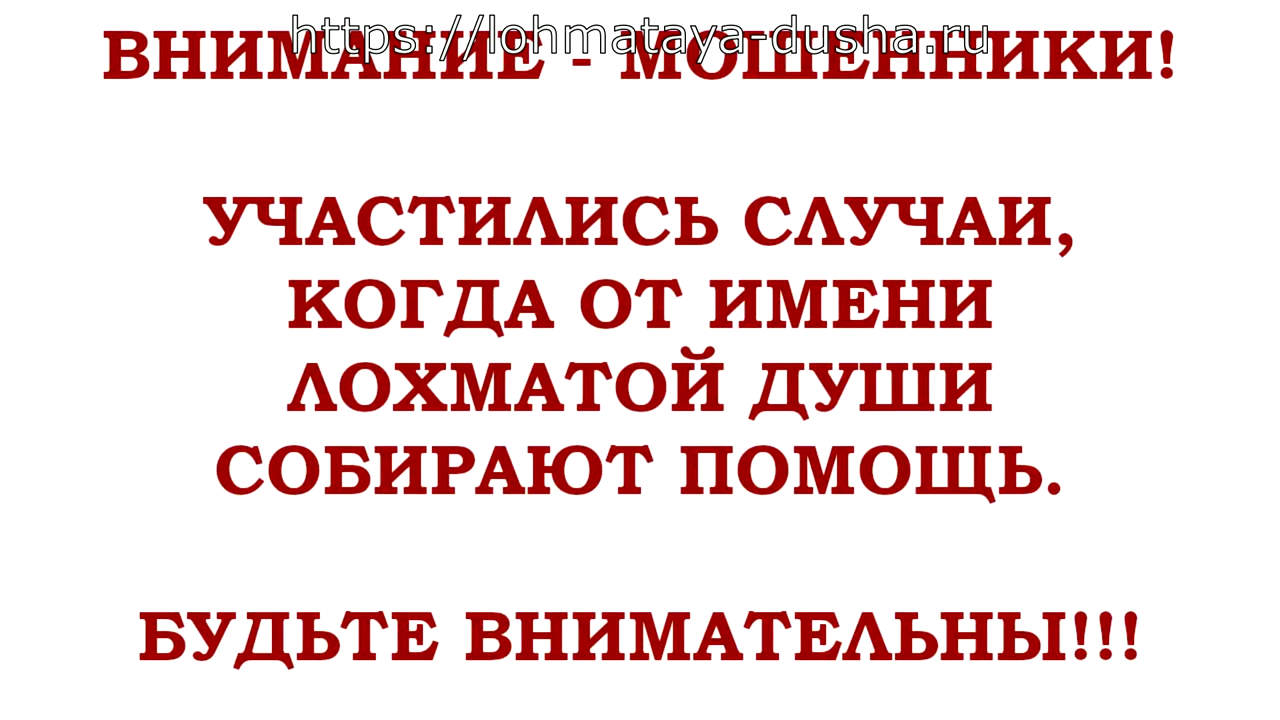 https://lohmataya-dusha.ru
ВНИМАНИЕ - МОШЕННИКИ!
УЧАСТИЛИСЬ СЛУЧАИ,
КОГДА ОТ ИМЕНИ
ЛОХМАТОЙ ДУШИ
СОБИРАЮТ ПОМОЩЬ.
БУДЬТЕ ВНИМАТЕЛЬНЫ!!!